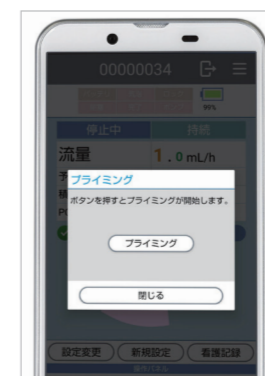 00000034
99%
停止中 持続
流量 1.0 mL/h
プライミング
ボタンを押すとプライミングが開始します。
プライミング
閉じる
設定変更 新規設定 看護記録